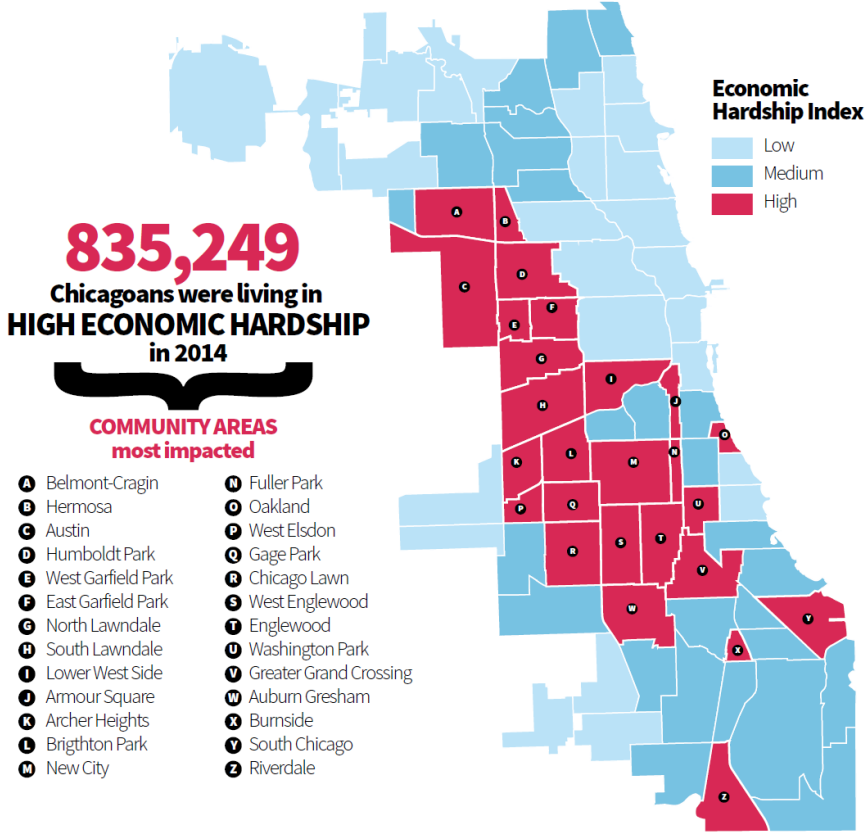 Economic
Hardship Index
Low
Medium
High
835,249
Chicagoans were living in
HIGH ECONOMIC HARDSHIP
in 2014
COMMUNITY AREAS
most impacted
A Belmont-Cragin
B Hermosa
C Austin
D Humboldt Park
E West Garfield Park
F East Garfield Park
G North Lawndale
H South Lawndale
I Lower West Side
J Armour Square
K Archer Heights
L Brigthton Park
M New City
N Fuller Park
O Oakland
P West Elsdon
Q Gage Park
R Chicago Lawn
S West Englewood
T Englewood
U Washington Park
V Greater Grand Crossing
W Auburn Gresham
X Burnside
Y South Chicago
Z Riverdale
A
B
C
D
E
F
G
H
I
J
O
K
L
M
N
P
Q
U
R
S
T
V
W
Y
X
Z